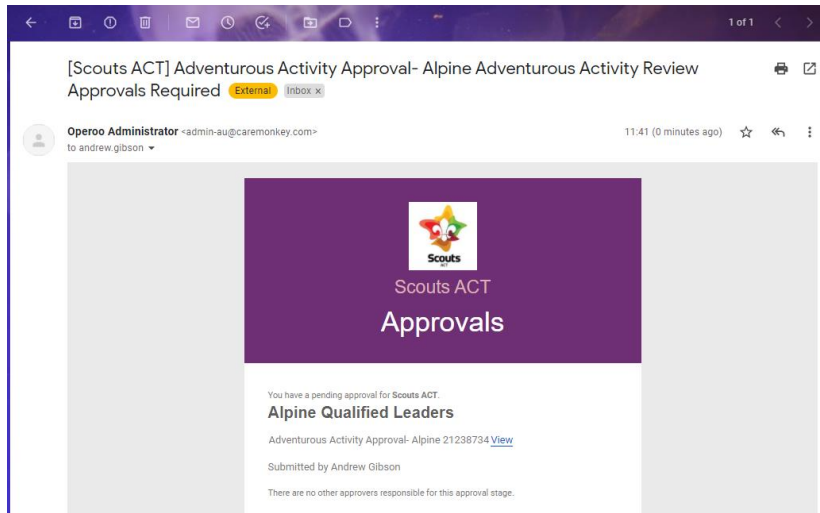 1 of 1
[Scouts ACT] Adventurous Activity Approval- Alpine Adventurous Activity Review
Approvals Required External Inbox x
Operoo Administrator <admin-au@caremonkey.com>
11:41 (0 minutes ago)
to andrew.gibson
Scouts
ACT
Scouts ACT
Approvals
You have a pending approval for Scouts ACT.
Alpine Qualified Leaders
Adventurous Activity Approval- Alpine 21238734 View
Submitted by Andrew Gibson
There are no other approvers responsible for this approval stage.